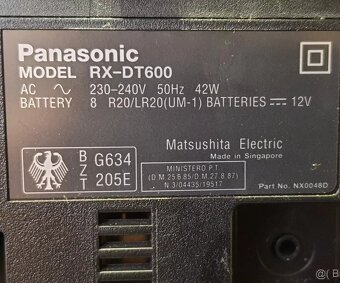 Panasonic
MODEL RX-DT600
AC 230-240V 50Hz 42W
BATTERY 8 R20/LR20(UM-1) BATTERIES 12V
Matsushita Electric
Made in Singapore
BZT G634 205E
MINISTERO P.T.
(D.M.25.6.85/D.M.27.8.87)
N.3/04435/19517
Part No. NX0048D